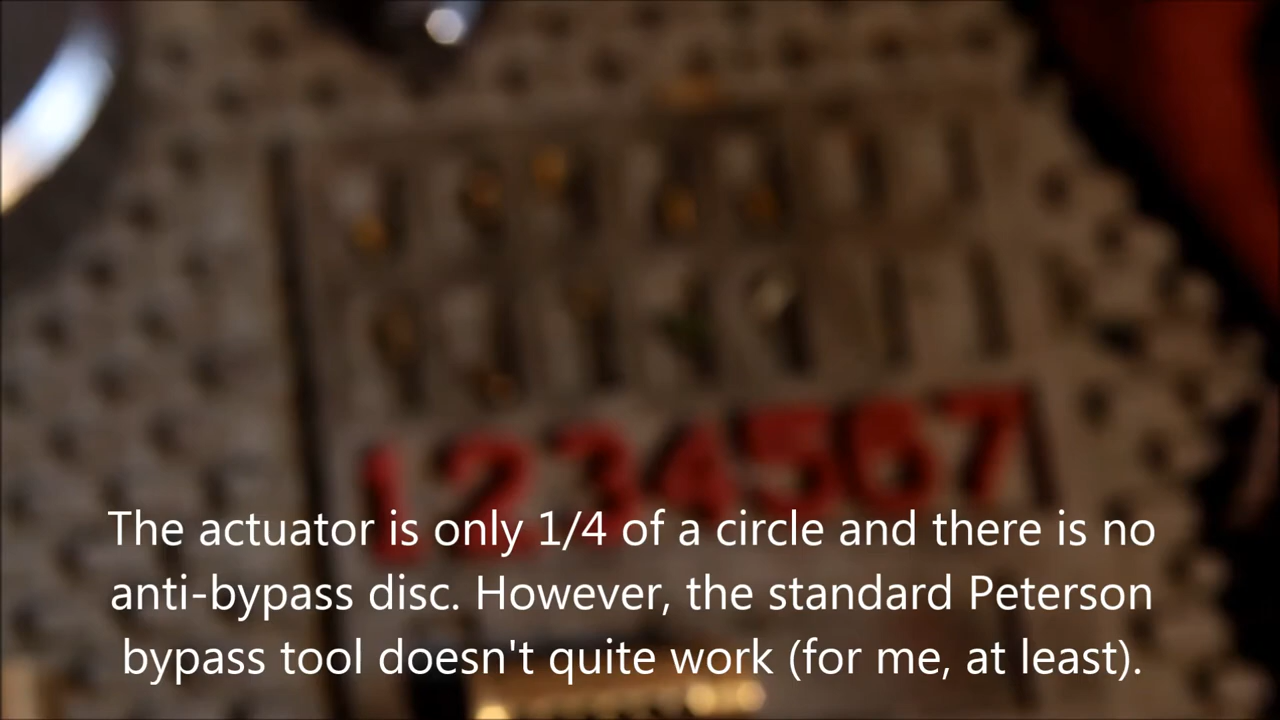 1234567
The actuator is only 1/4 of a circle and there is no
anti-bypass disc. However, the standard Peterson
bypass tool doesn't quite work (for me, at least).